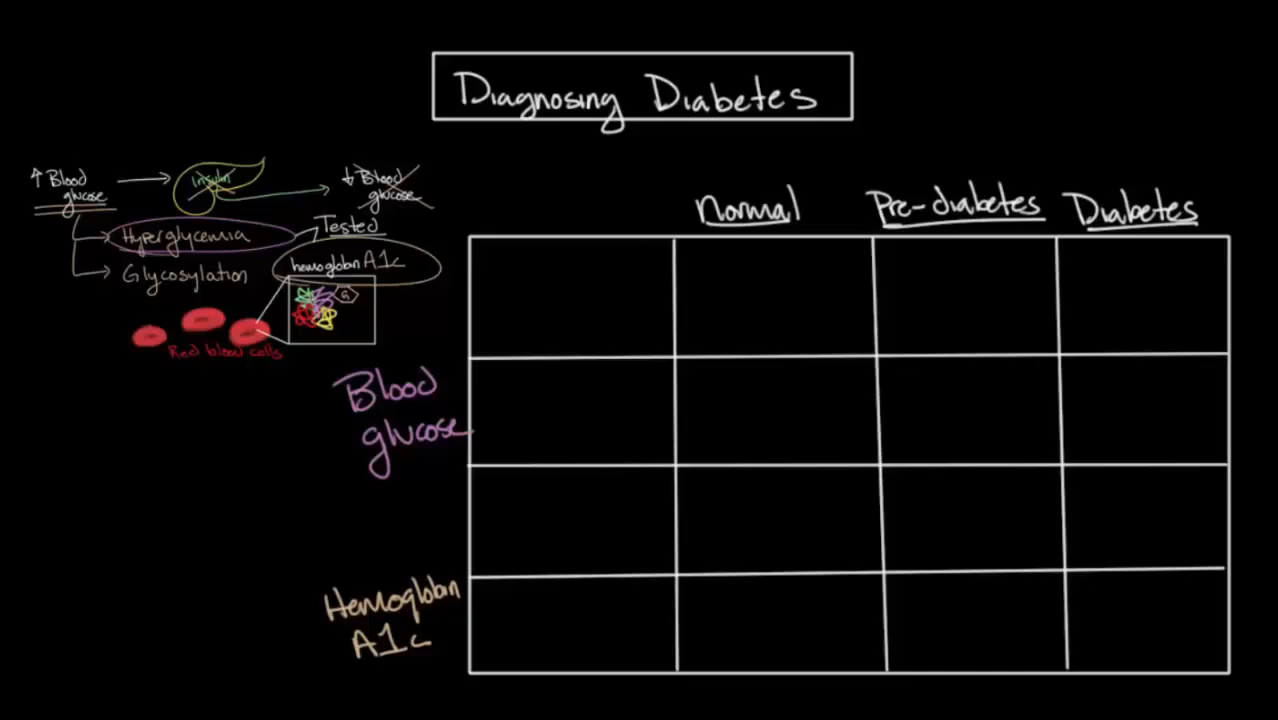 Diagnosing Diabetes
↑ Blood glucose
insulin
↓ Blood glucose
Hyperglycemia
Tested
Glycosylation
hemoglobin A1c
G
Red blood cells
Normal
Pre-diabetes
Diabetes
Blood
glucose
Hemoglobin
A1c